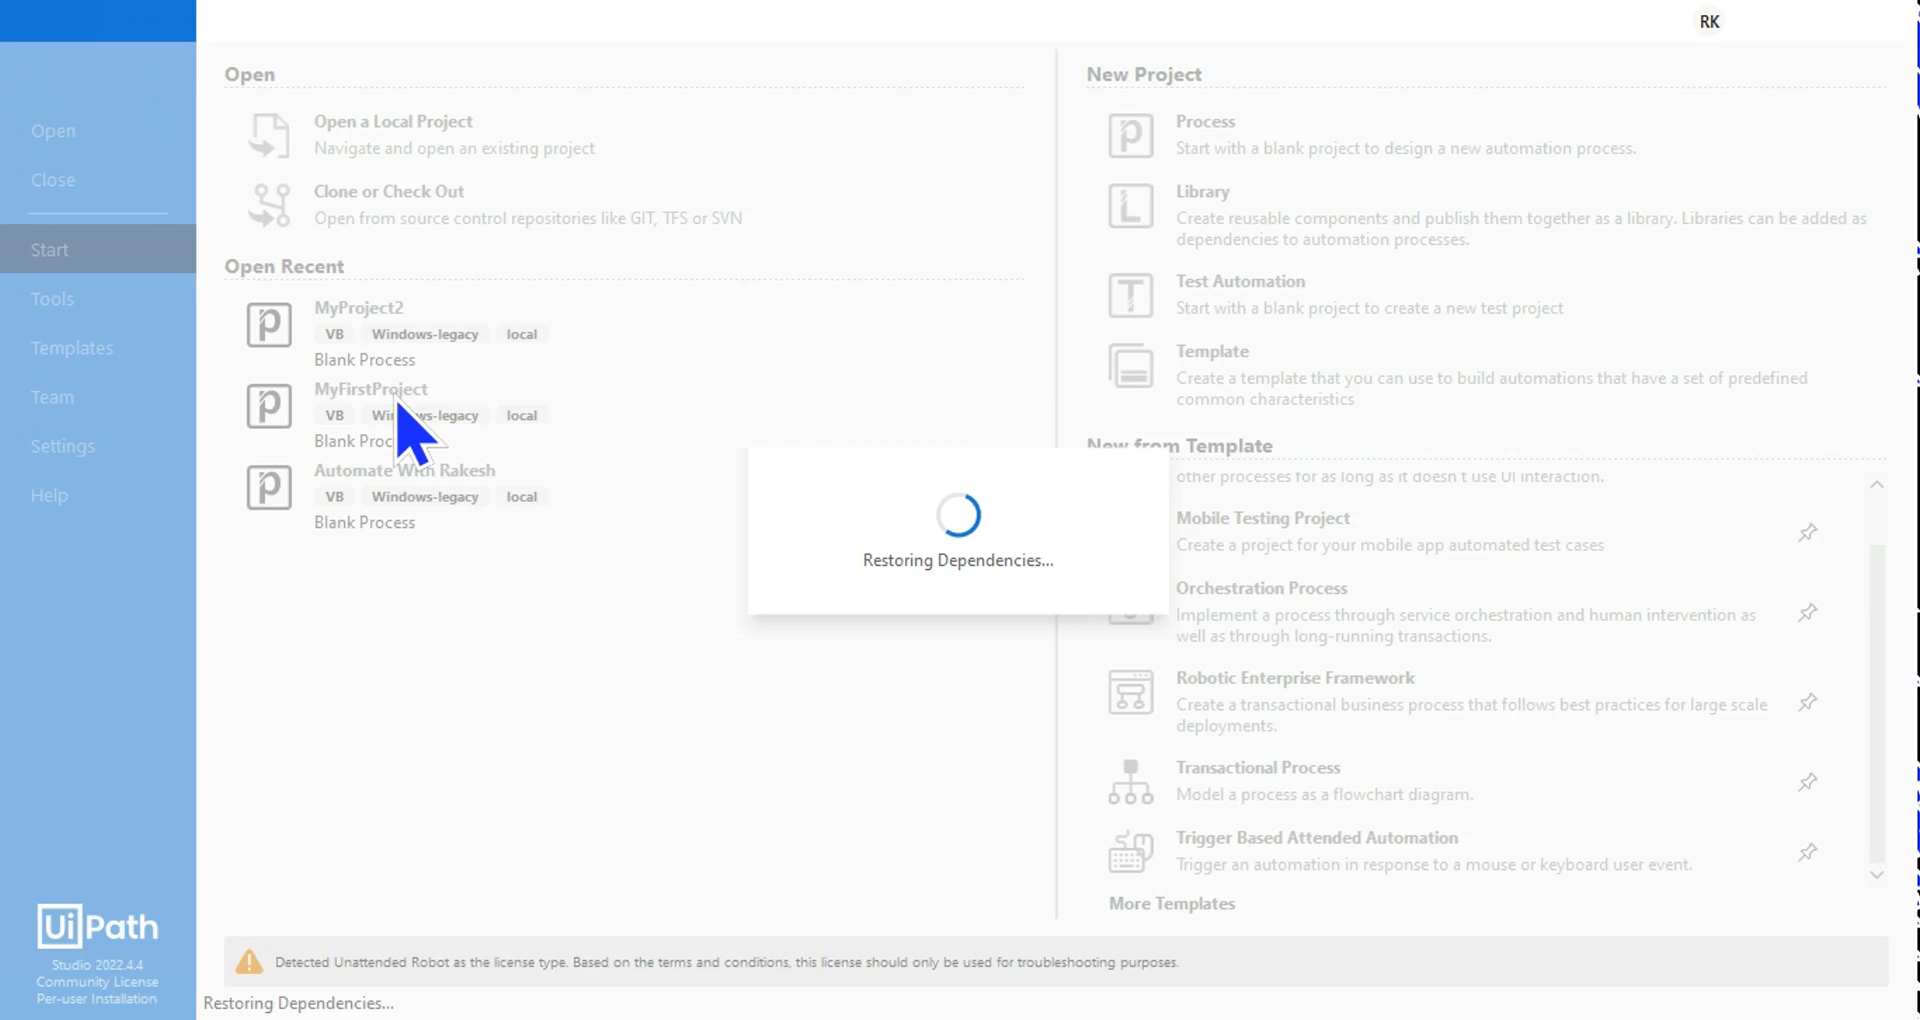 RK
Open
Close
Start
Tools
Templates
Team
Settings
Help
UiPath
Studio 2022.4.4
Community License
Per-user Installation
Open
Open a Local Project
Navigate and open an existing project
Clone or Check Out
Open from source control repositories like GIT, TFS or SVN
Open Recent
MyProject2
VB Windows-legacy local
Blank Process
MyFirstProject
VB local
Blank
Automate With Rakesh
VB Windows-legacy local
Blank Process
New Project
Process
Start with a blank project to design a new automation process.
Library
Create reusable components and publish them together as a library. Libraries can be added as
dependencies to automation processes.
Test Automation
Start with a blank project to create a new test project
Template
Create a template that you can use to build automations that have a set of predefined
common characteristics
New from Template
other processes for as long as it doesn't use UI interaction.
Mobile Testing Project
Create a project for your mobile app automated test cases
Orchestration Process
Implement a process through service orchestration and human intervention as
well as through long-running transactions.
Robotic Enterprise Framework
Create a transactional business process that follows best practices for large scale
deployments.
Transactional Process
Model a process as a flowchart diagram.
Trigger Based Attended Automation
Trigger an automation in response to a mouse or keyboard user event.
More Templates
Restoring Dependencies...
Detected Unattended Robot as the license type. Based on the terms and conditions, this license should only be used for troubleshooting purposes.
Restoring Dependencies...